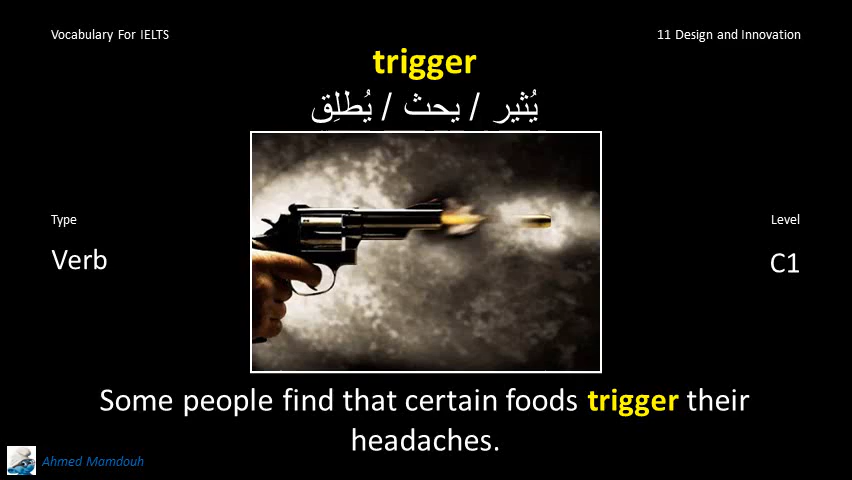 Vocabulary For IELTS
11 Design and Innovation
trigger
يُثير / يحث / يُطلِق
Type
Level
Verb
C1
Some people find that certain foods trigger their
headaches.
Ahmed Mamdouh